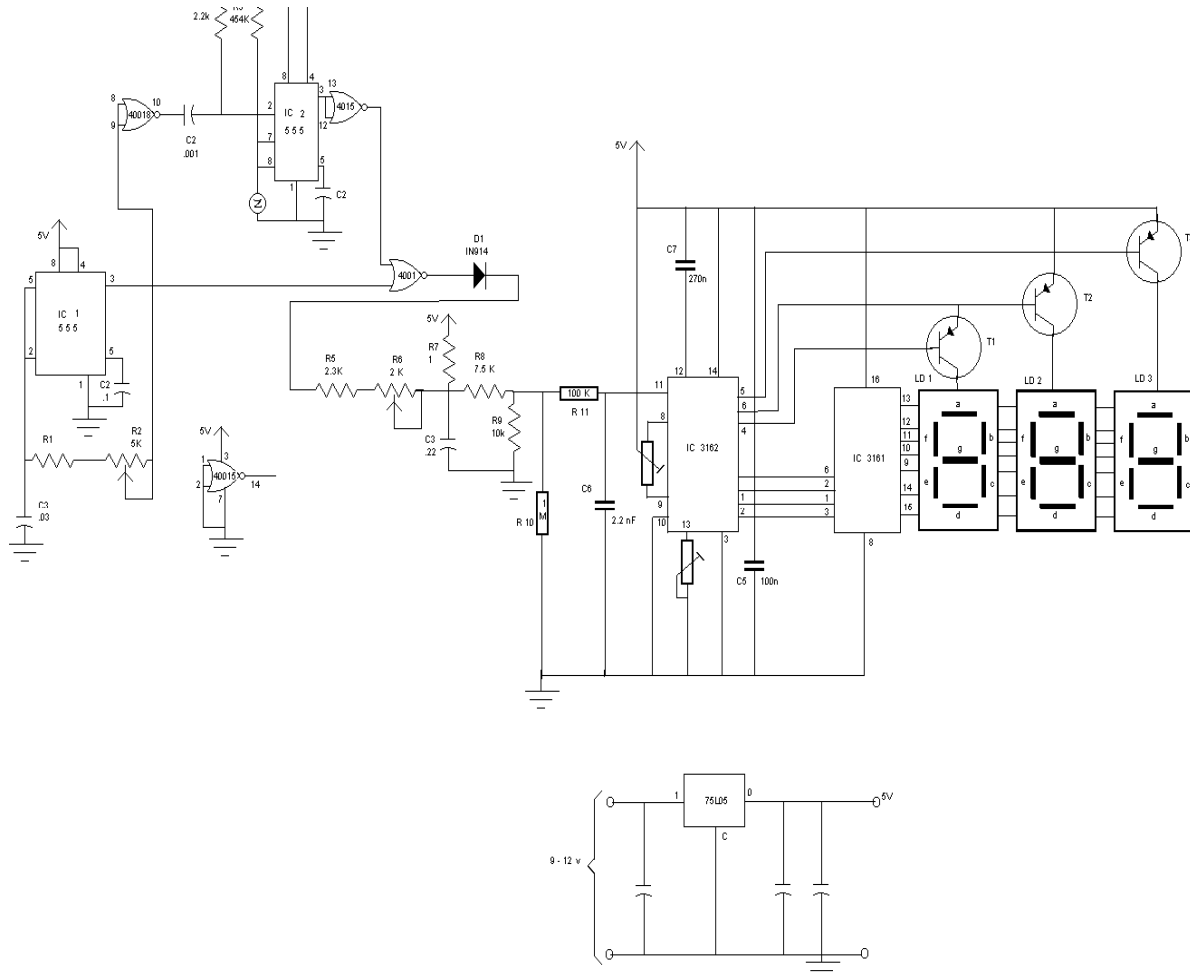 2.2k
454K
8 4
13
3
4015
12
8
10
40018
9
2
IC 2
555
7
8
5
1
C2
.001
C2
N
5V
5V
8
4
5
3
IC 1
555
2
5
1
C2
.1
D1
IN914
4001
R1
R2
5K
C3
.03
5V
1
3
40015
2
14
7
5V
R7
1
R5
2.3K
R6
2 K
R8
7.5 K
R9
10k
C3
.22
100 K
R 11
1
M
R 10
C6
2.2 nF
C7
270n
12
14
11
5
6
4
8
IC 3162
9
10
13
3
6
2
1
2
6
2
1
3
C5
100n
16
IC 3161
13
12
11
10
9
14
15
8
T1
T2
T
LD 1
LD 2
LD 3
a
f
b
g
e
c
d
a
f
b
g
e
c
d
a
f
b
g
e
c
d
9 - 12 v
1
75L05
0
C
5V